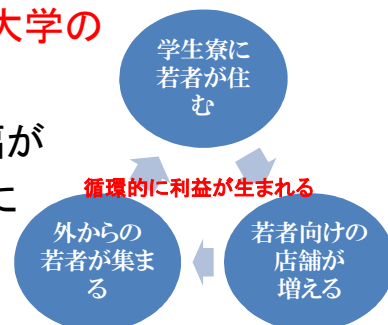 大学の
が
に
学生寮に
若者が住
む
循環的に利益が生まれる
外からの
若者が集ま
る
若者向けの
店舗が
増える